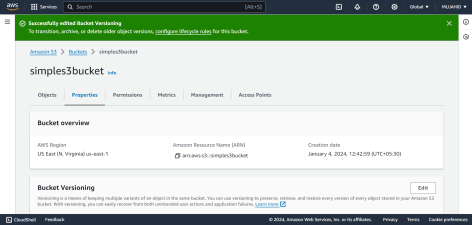 aws
Services
Search
[Alt+S]
Global
MUJAHID
Successfully edited Bucket Versioning
To transition, archive, or delete older object versions, configure lifecycle rules for this bucket.
Amazon S3 > Buckets > simples3bucket
simples3bucket Info
Objects
Properties
Permissions
Metrics
Management
Access Points
Bucket overview
AWS Region
US East (N. Virginia) us-east-1
Amazon Resource Name (ARN)
arn:aws:s3:::simples3bucket
Creation date
January 4, 2024, 12:42:59 (UTC+05:30)
Bucket Versioning
Edit
Versioning is a means of keeping multiple variants of an object in the same bucket. You can use versioning to preserve, retrieve, and restore every version of every object stored in your Amazon S3
bucket. With versioning, you can easily recover from both unintended user actions and application failures. Learn more
CloudShell
Feedback
© 2024, Amazon Web Services, Inc. or its affiliates.
Privacy
Terms
Cookie preferences